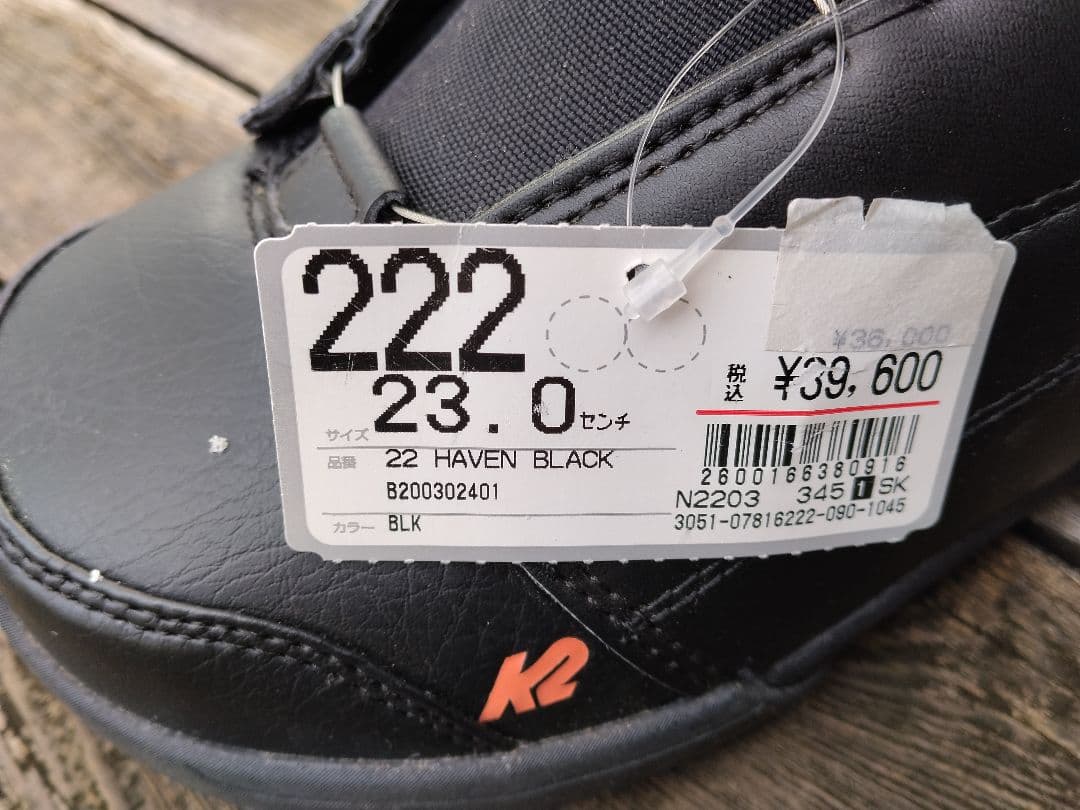 222
¥36,000
税込 ¥39,600
サイズ 23.0センチ
品番 22 HAVEN BLACK
B200302401
カラー BLK
2600166380916
N2203 345 1 SK
3051-07816222-090-1045
K2